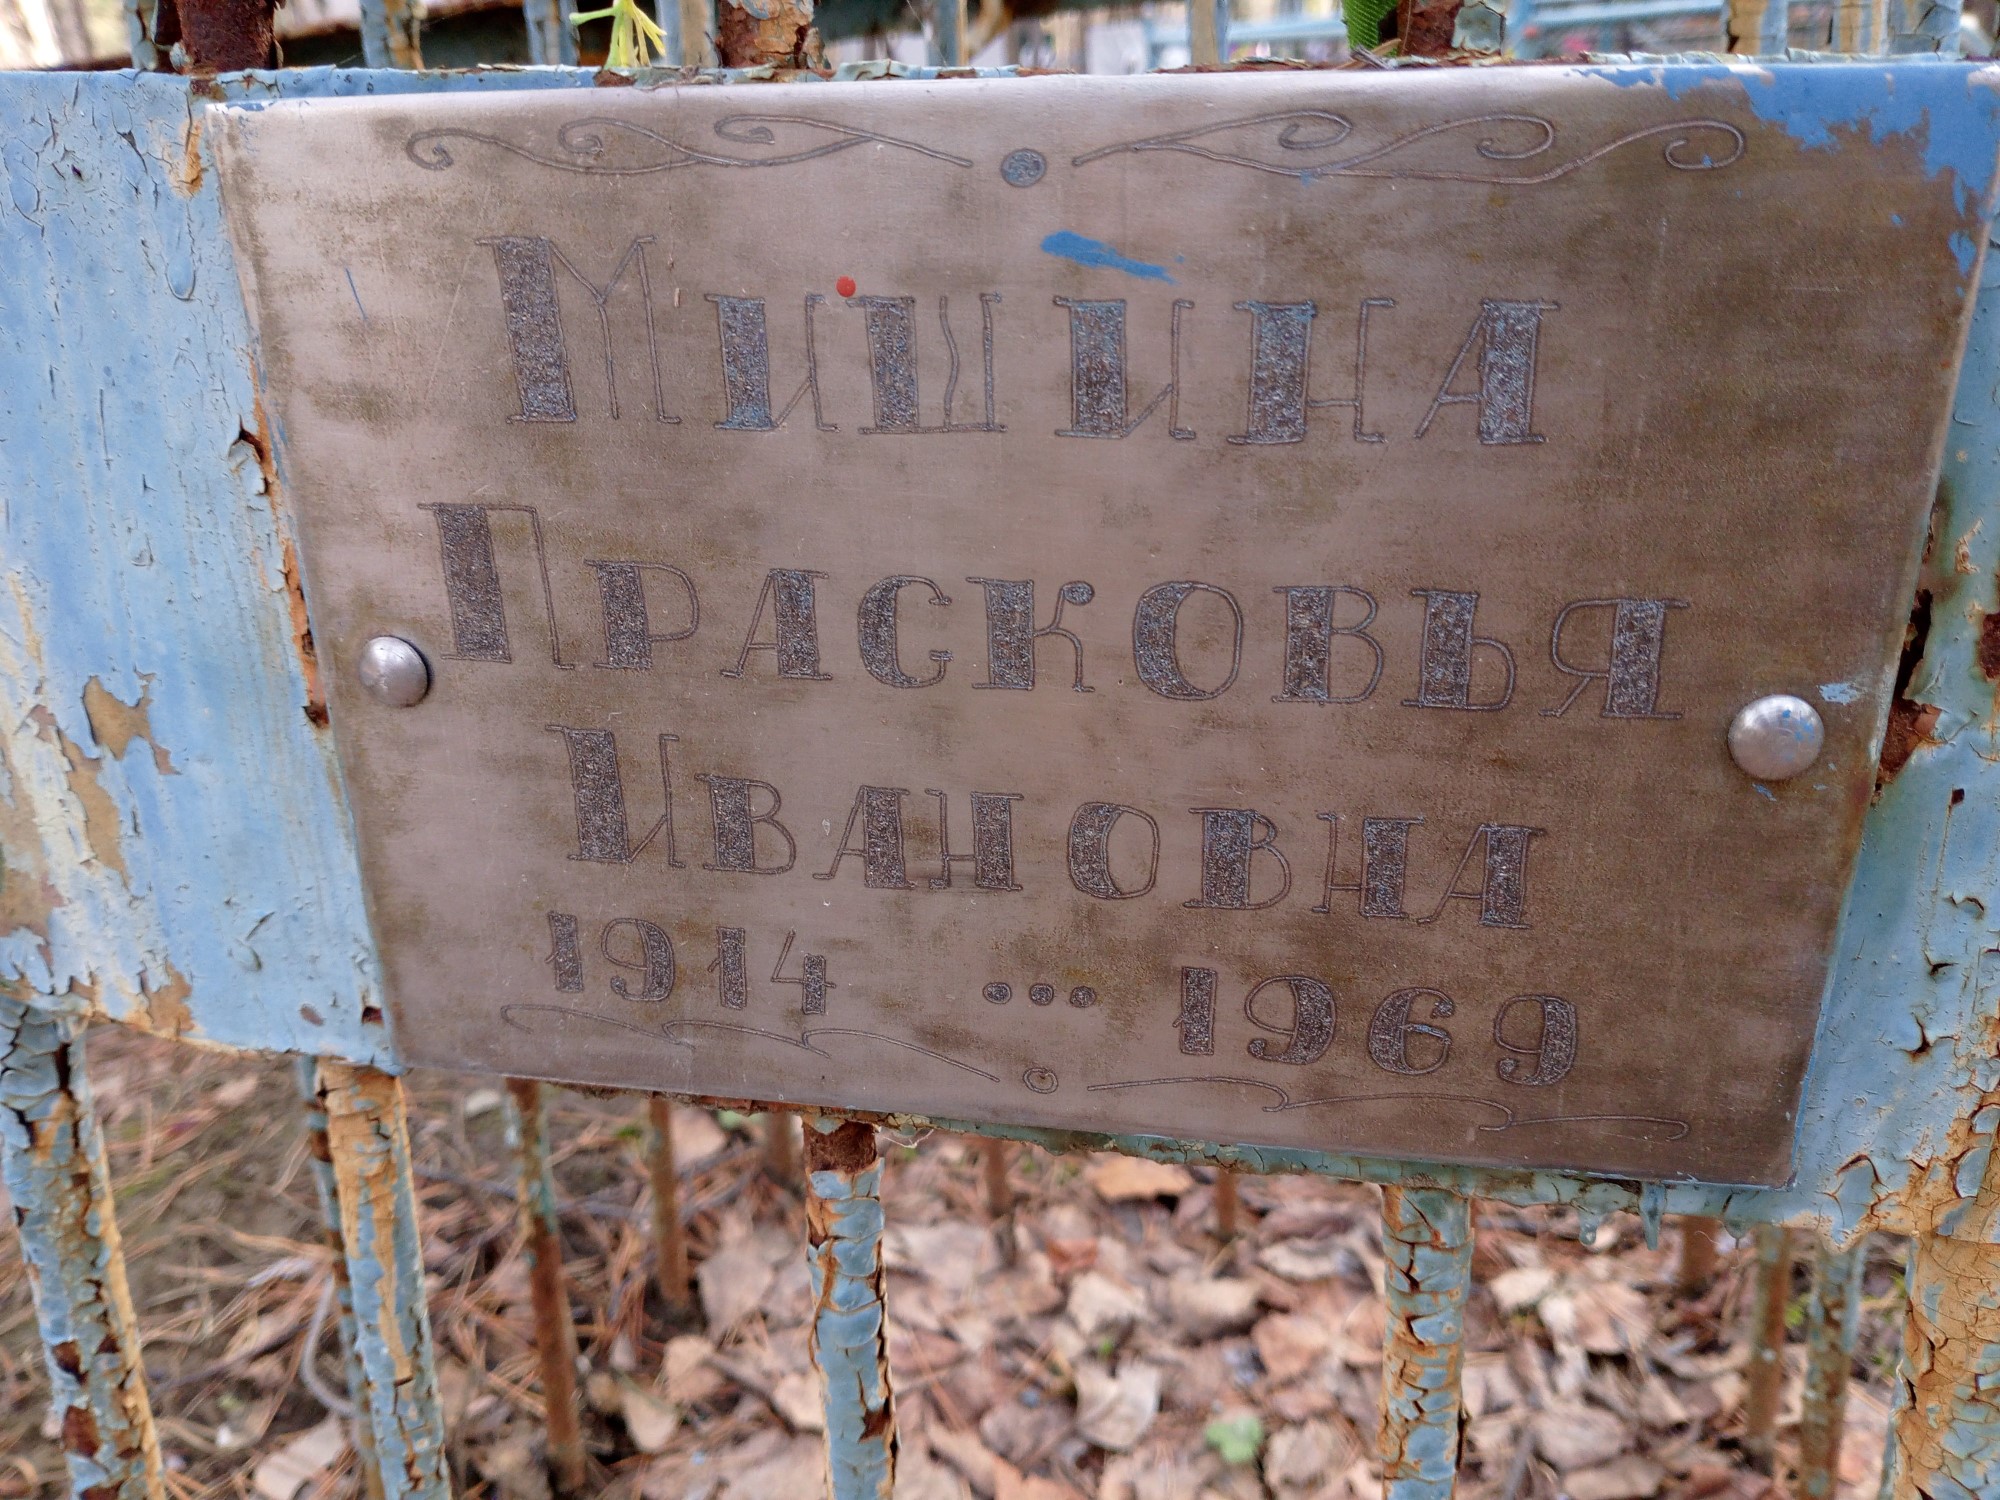 Мишина
Прасковья
Ивановна
1914 ... 1969